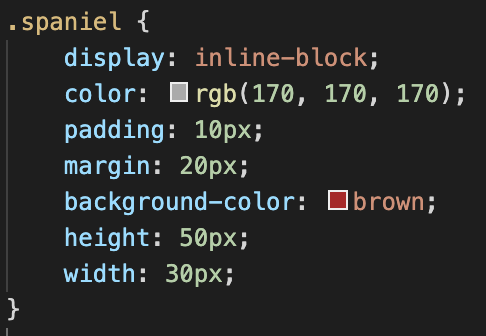 .spaniel {
    display: inline-block;
    color: rgb(170, 170, 170);
    padding: 10px;
    margin: 20px;
    background-color: brown;
    height: 50px;
    width: 30px;
}